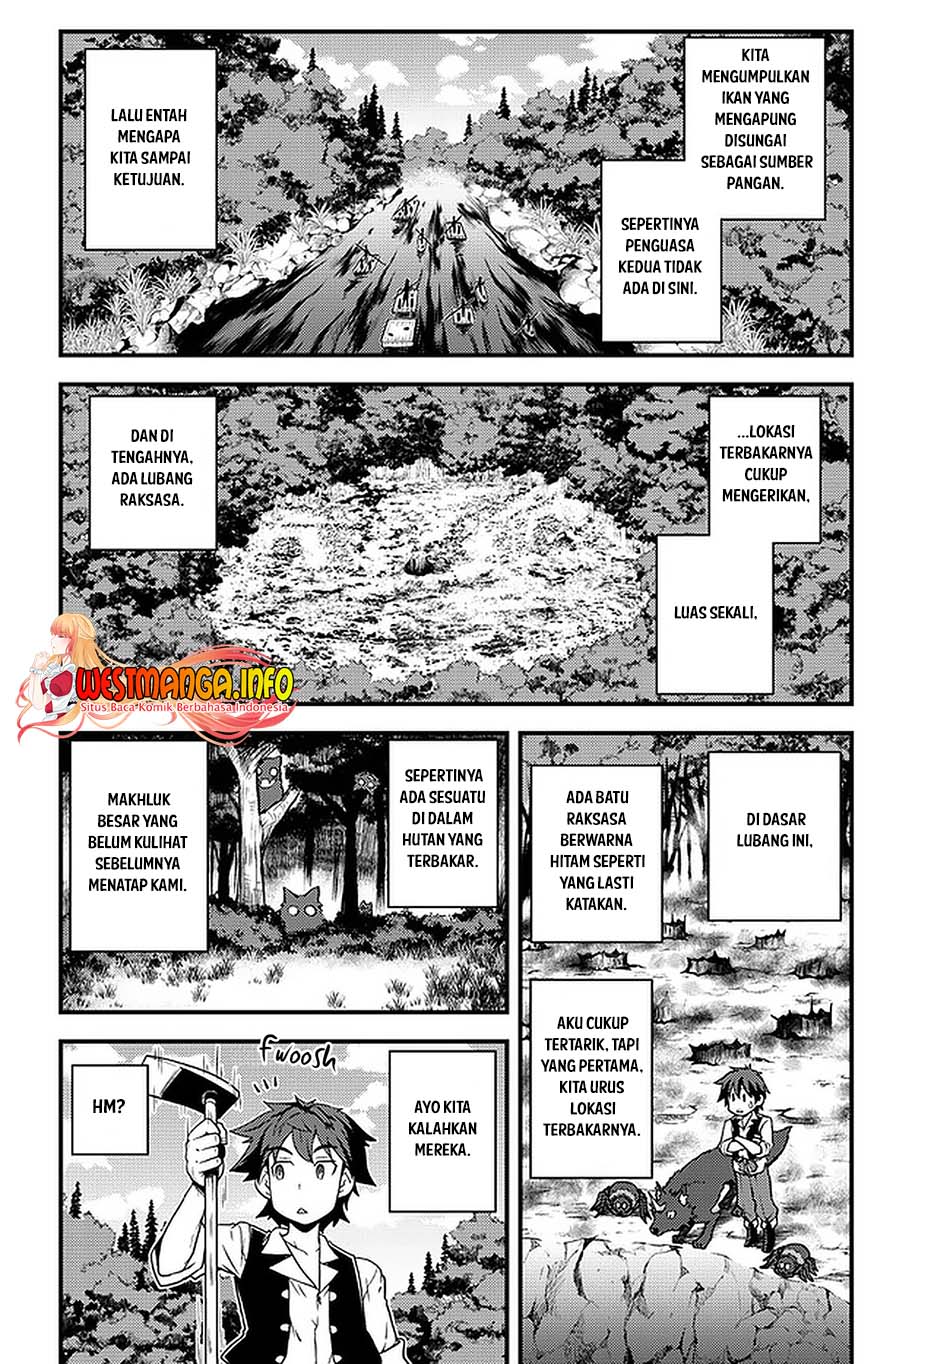 KITA
MENGUMPULKAN
IKAN YANG
MENGAPUNG
DISUNGAI
SEBAGAI SUMBER
PANGAN.
SEPERTINYA
PENGUASA
KEDUA TIDAK
ADA DI SINI.
LALU ENTAH
MENGAPA
KITA SAMPAI
KETUJUAN.
...LOKASI
TERBAKARNYA
CUKUP
MENGERIKAN,
LUAS SEKALI,
DAN DI
TENGAHNYA,
ADA LUBANG
RAKSASA.
WESTMANGA.INFO
Situs Baca Komik Berbahasa Indonesia
DI DASAR
LUBANG INI,
ADA BATU
RAKSASA
BERWARNA
HITAM SEPERTI
YANG LASTI
KATAKAN.
AKU CUKUP
TERTARIK, TAPI
YANG PERTAMA,
KITA URUS
LOKASI
TERBAKARNYA.
SEPERTINYA
ADA SESUATU
DI DALAM
HUTAN YANG
TERBAKAR.
MAKHLUK
BESAR YANG
BELUM KULIHAT
SEBELUMNYA
MENATAP KAMI.
AYO KITA
KALAHKAN
MEREKA.
fwoosh
HM?